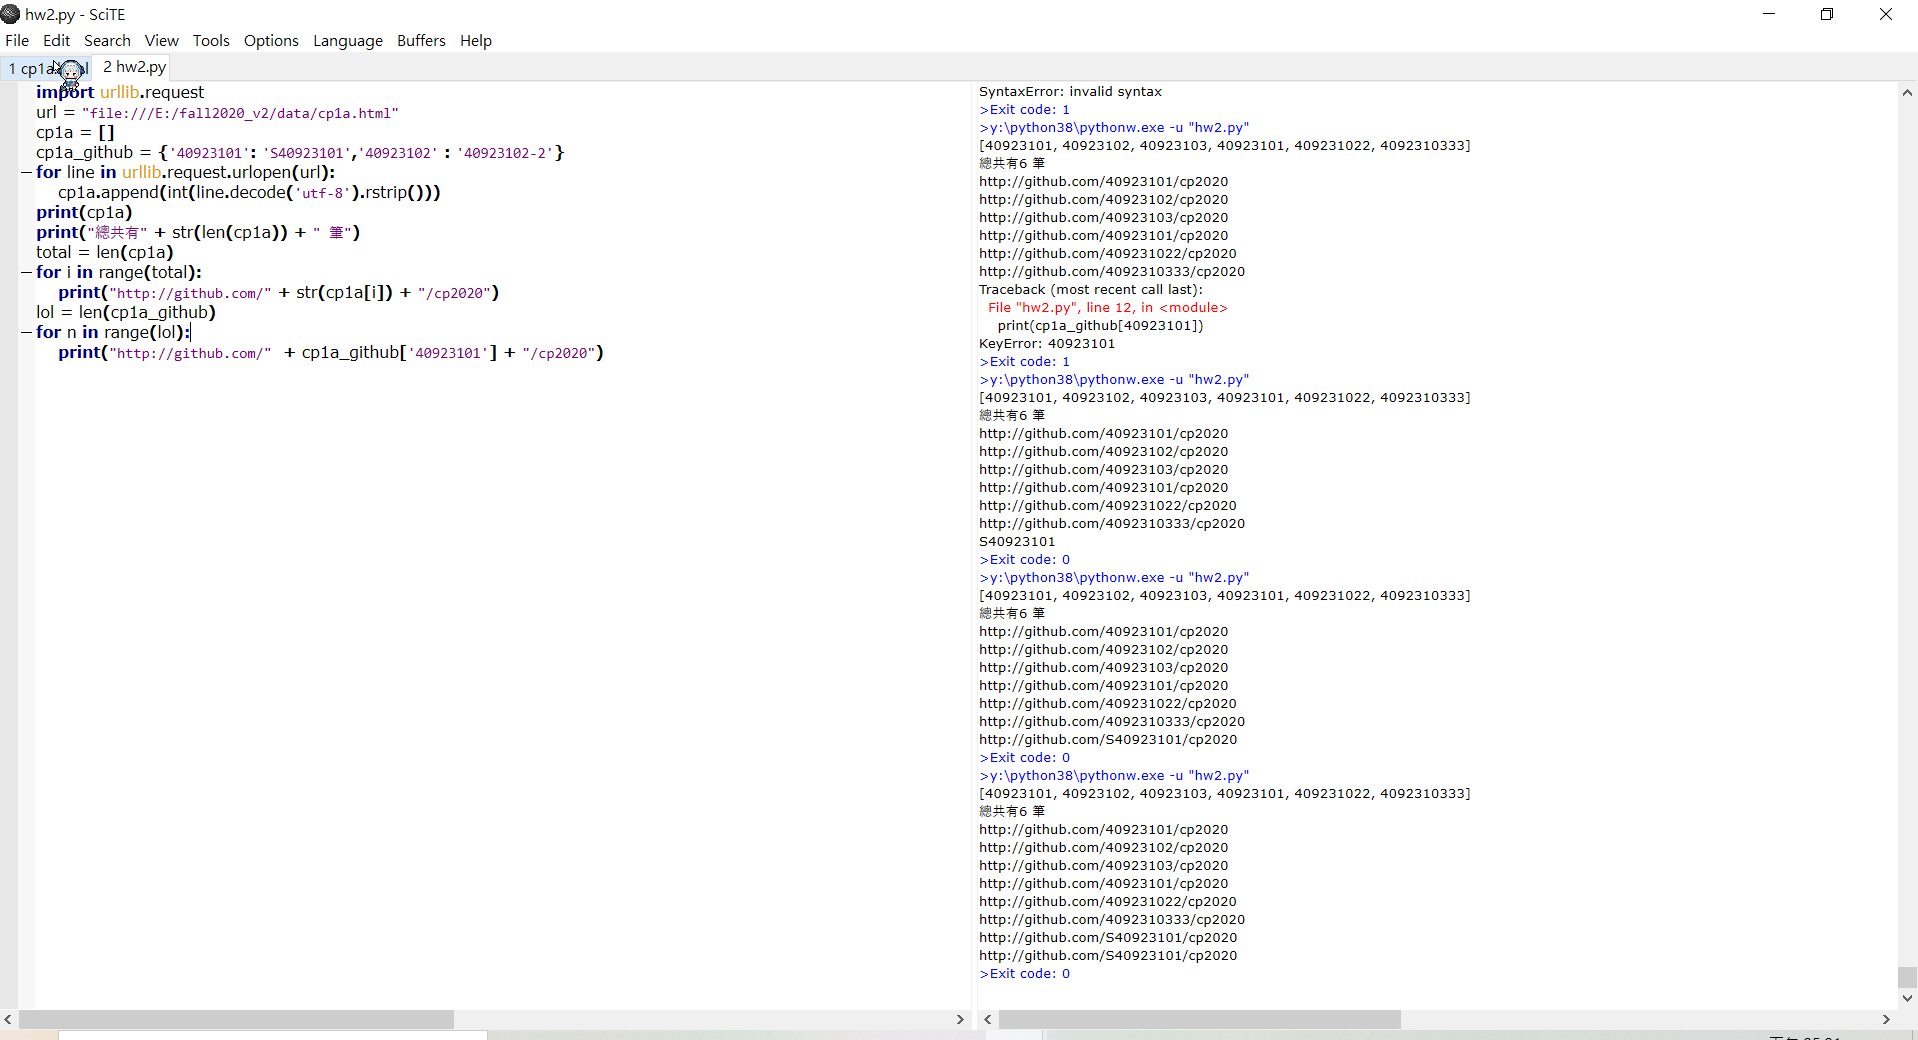 hw2.py - SciTE
File Edit Search View Tools Options Language Buffers Help
1 cp1a 2 hw2.py
import urllib.request
url = "file:///E:/fall2020_v2/data/cp1a.html"
cp1a = []
cp1a_github = {'40923101': 'S40923101','40923102' : '40923102-2'}
for line in urllib.request.urlopen(url):
cp1a.append(int(line.decode('utf-8').rstrip()))
print(cp1a)
print("總共有" + str(len(cp1a)) + " 筆")
total = len(cp1a)
for i in range(total):
print("http://github.com/" + str(cp1a[i]) + "/cp2020")
lol = len(cp1a_github)
for n in range(lol):
print("http://github.com/" + cp1a_github['40923101'] + "/cp2020")
SyntaxError: invalid syntax
>Exit code: 1
>y:\python38\pythonw.exe -u "hw2.py"
[40923101, 40923102, 40923103, 40923101, 409231022, 4092310333]
總共有6 筆
http://github.com/40923101/cp2020
http://github.com/40923102/cp2020
http://github.com/40923103/cp2020
http://github.com/40923101/cp2020
http://github.com/409231022/cp2020
http://github.com/4092310333/cp2020
Traceback (most recent call last):
File "hw2.py", line 12, in <module>
print(cp1a_github[40923101])
KeyError: 40923101
>Exit code: 1
>y:\python38\pythonw.exe -u "hw2.py"
[40923101, 40923102, 40923103, 40923101, 409231022, 4092310333]
總共有6 筆
http://github.com/40923101/cp2020
http://github.com/40923102/cp2020
http://github.com/40923103/cp2020
http://github.com/40923101/cp2020
http://github.com/409231022/cp2020
http://github.com/4092310333/cp2020
S40923101
>Exit code: 0
>y:\python38\pythonw.exe -u "hw2.py"
[40923101, 40923102, 40923103, 40923101, 409231022, 4092310333]
總共有6 筆
http://github.com/40923101/cp2020
http://github.com/40923102/cp2020
http://github.com/40923103/cp2020
http://github.com/40923101/cp2020
http://github.com/409231022/cp2020
http://github.com/4092310333/cp2020
http://github.com/S40923101/cp2020
>Exit code: 0
>y:\python38\pythonw.exe -u "hw2.py"
[40923101, 40923102, 40923103, 40923101, 409231022, 4092310333]
總共有6 筆
http://github.com/40923101/cp2020
http://github.com/40923102/cp2020
http://github.com/40923103/cp2020
http://github.com/40923101/cp2020
http://github.com/409231022/cp2020
http://github.com/4092310333/cp2020
http://github.com/S40923101/cp2020
http://github.com/S40923101/cp2020
>Exit code: 0